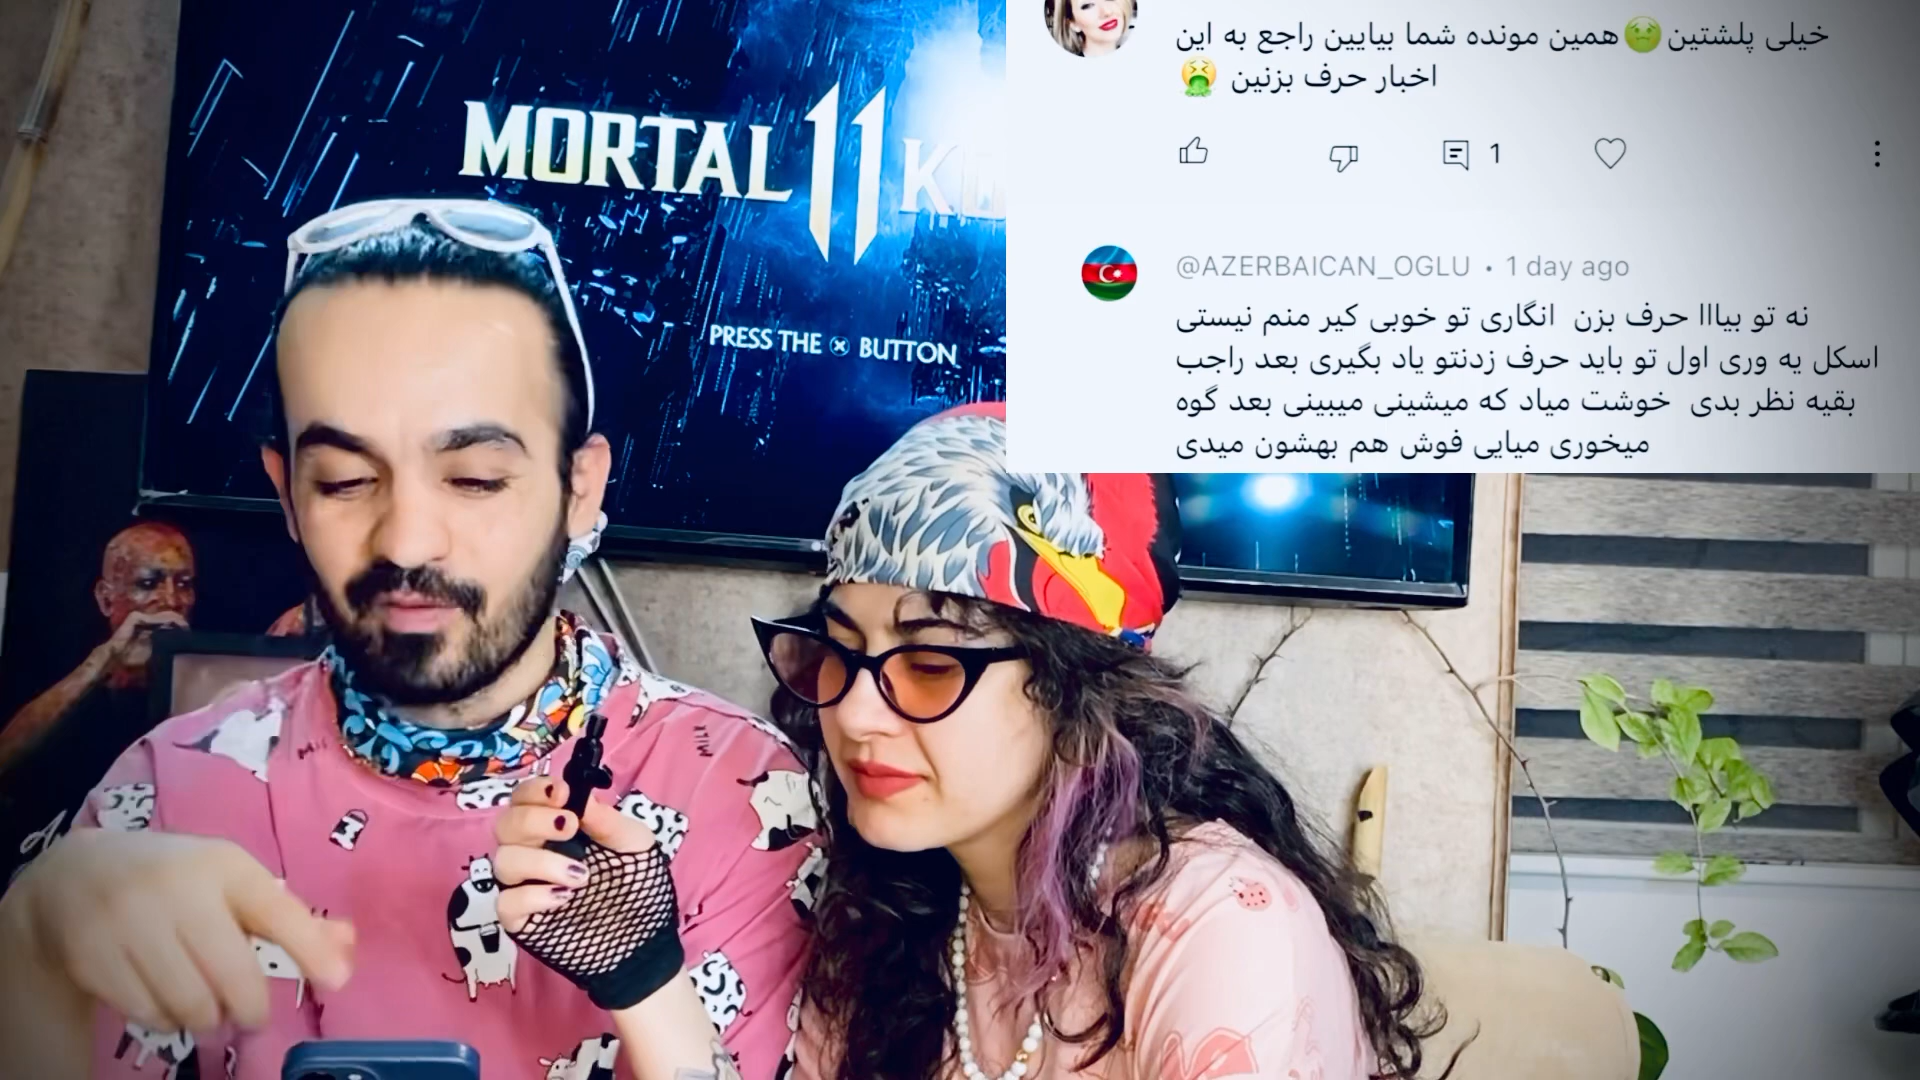 MORTAL 11 KO
PRESS THE ⊗ BUTTON
خیلی پلشتین🤢همین مونده شما بیایین راجع به این
اخبار حرف بزنین 🤮
1
@AZERBAICAN_OGLU • 1 day ago
نه تو بیااا حرف بزن انگاری تو خوبی کیر منم نیستی
اسکل یه وری اول تو باید حرف زدنتو یاد بگیری بعد راجب
بقیه نظر بدی خوشت میاد که میشینی میبینی بعد گوه
میخوری میایی فوش هم بهشون میدی